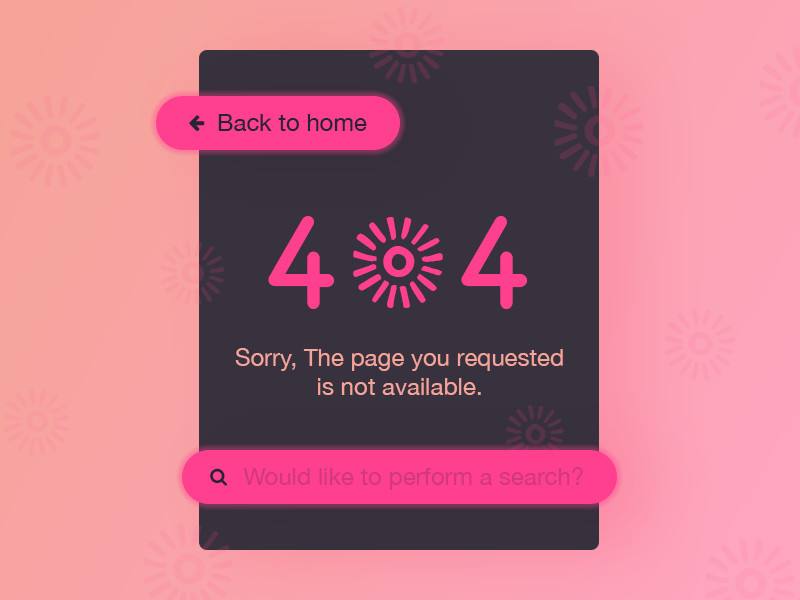 Back to home
404
Sorry, The page you requested
is not available.
Would like to perform a search?